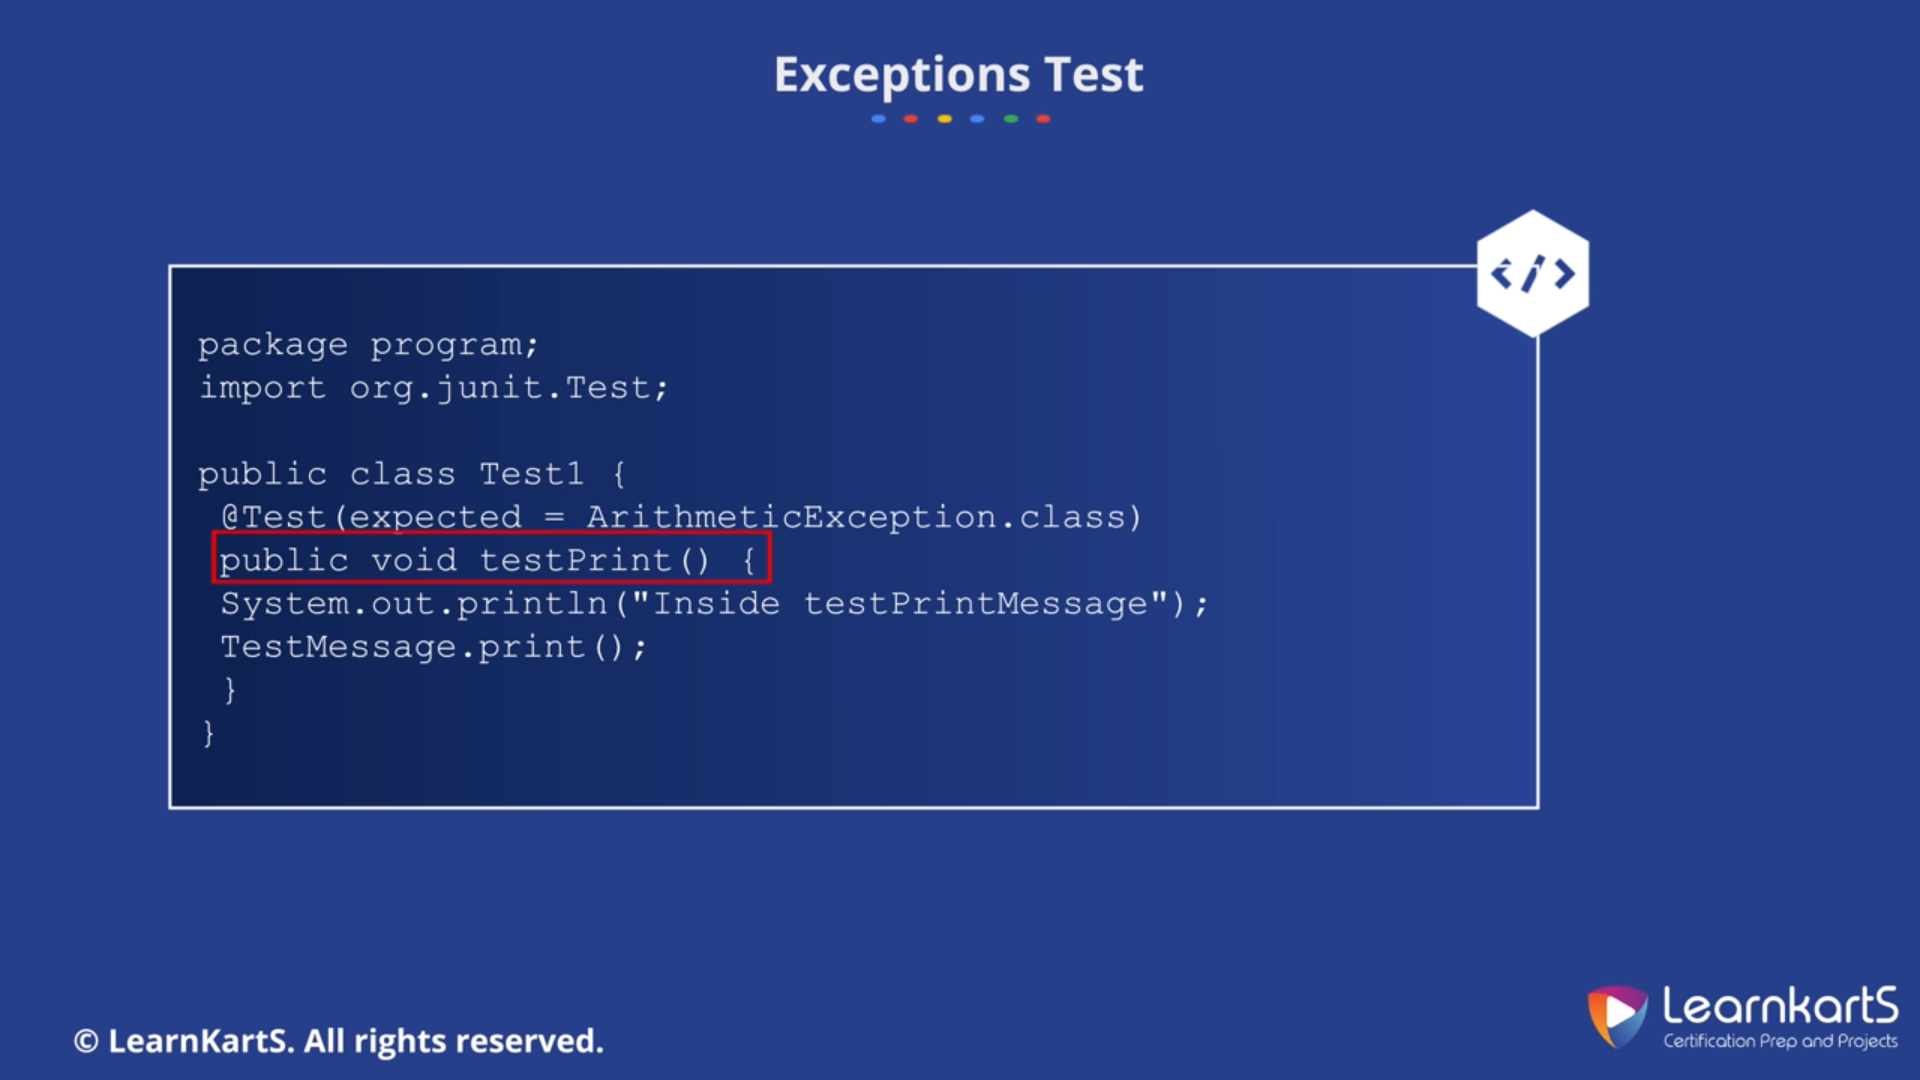 Exceptions Test
</>
package program;
import org.junit.Test;
public class Test1 {
@Test(expected = ArithmeticException.class)
public void testPrint() {
System.out.println("Inside testPrintMessage");
TestMessage.print();
}
}
© LearnKartS. All rights reserved.
LearnkartS
Certification Prep and Projects